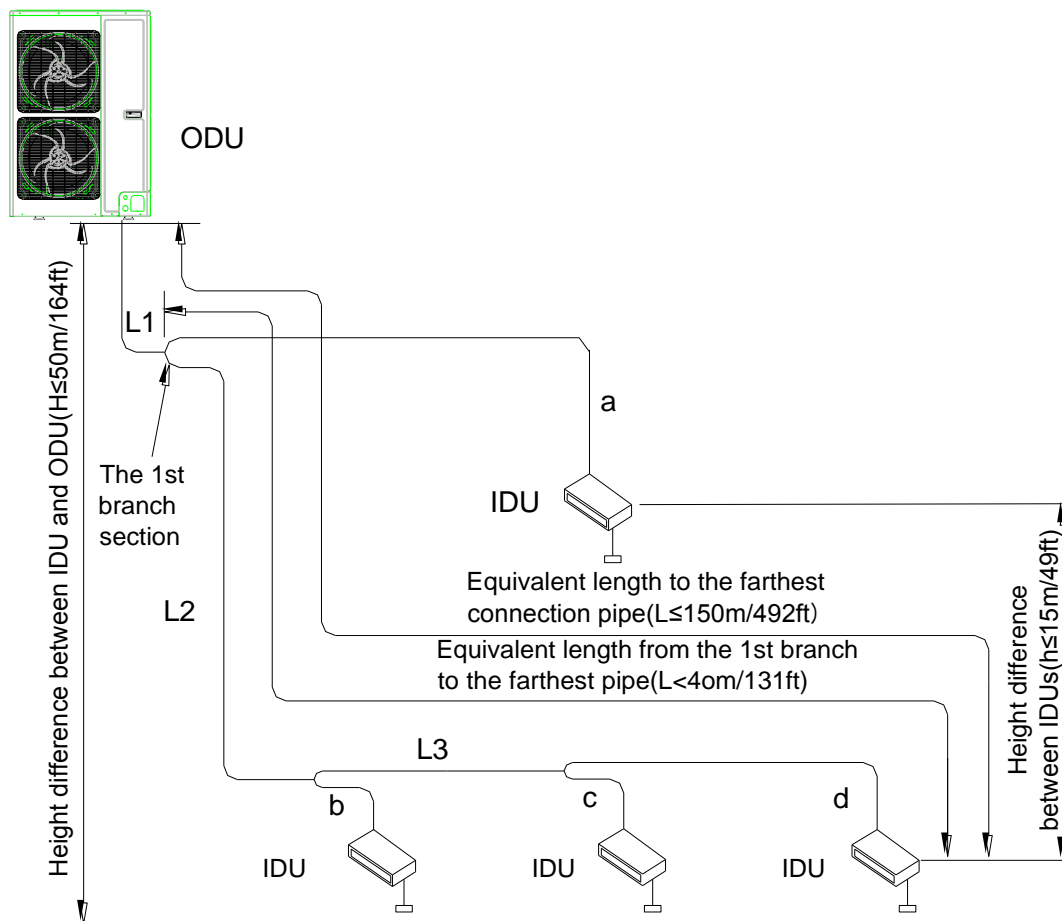 ODU
Height difference between IDU and ODU(H≤50m/164ft)
L1
a
The 1st
branch
section
IDU
Equivalent length to the farthest
connection pipe(L≤150m/492ft)
L2
Equivalent length from the 1st branch
to the farthest pipe(L<4om/131ft)
Height difference
between IDUs(h≤15m/49ft)
L3
b
c
d
IDU
IDU
IDU